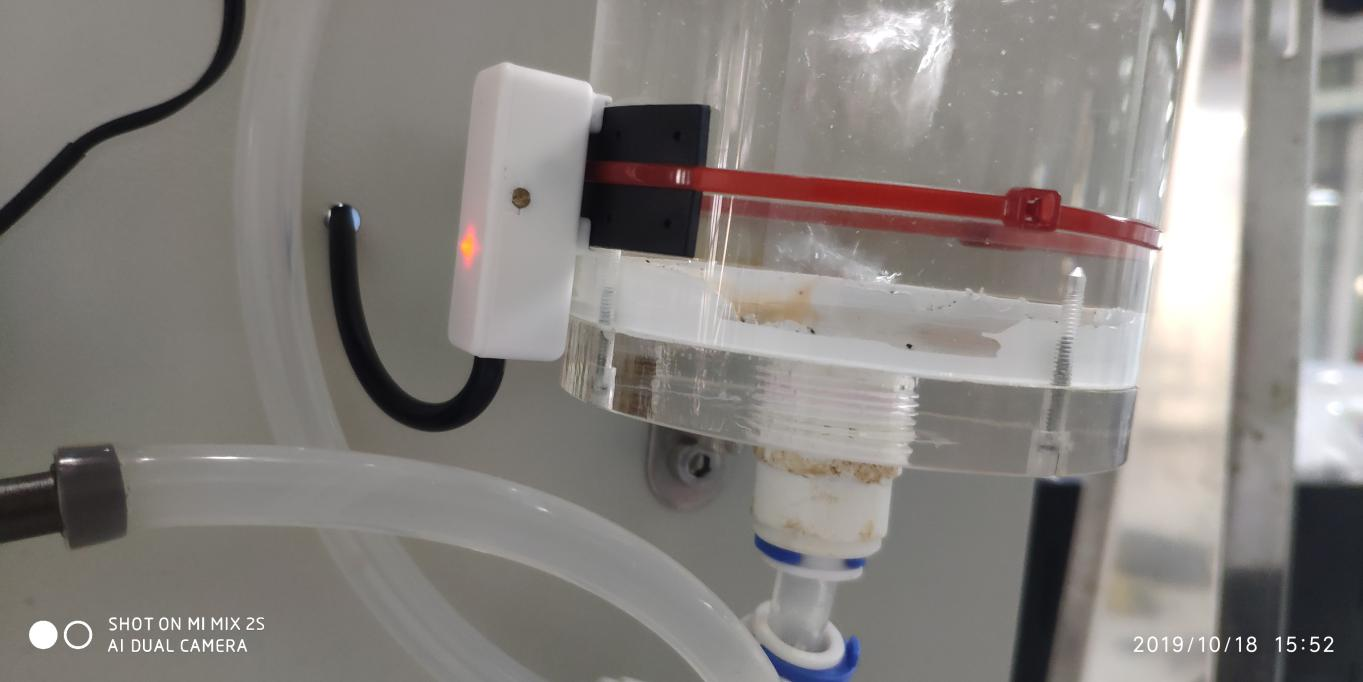 SHOT ON MI MIX 2S
AI DUAL CAMERA
2019/10/18 15:52